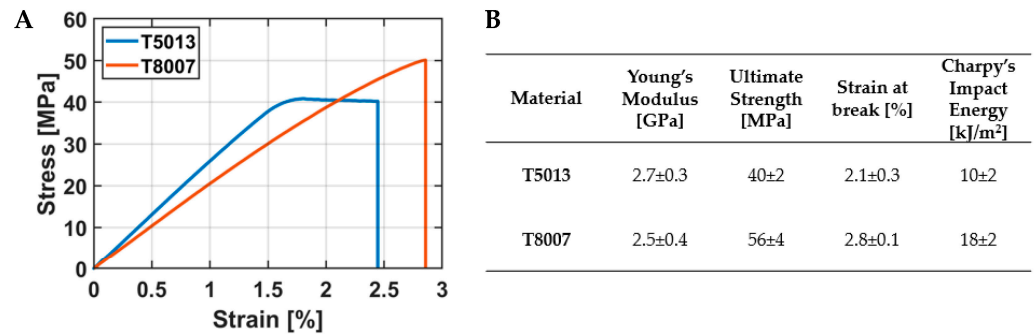 A
T5013
T8007
Stress [MPa]
60
50
40
30
20
10
0
0 0.5 1 1.5 2 2.5 3
Strain [%]
B
Material Young's Modulus [GPa] Ultimate Strength [MPa] Strain at break [%] Charpy's Impact Energy [kJ/m²]
T5013 2.7±0.3 40±2 2.1±0.3 10±2
T8007 2.5±0.4 56±4 2.8±0.1 18±2